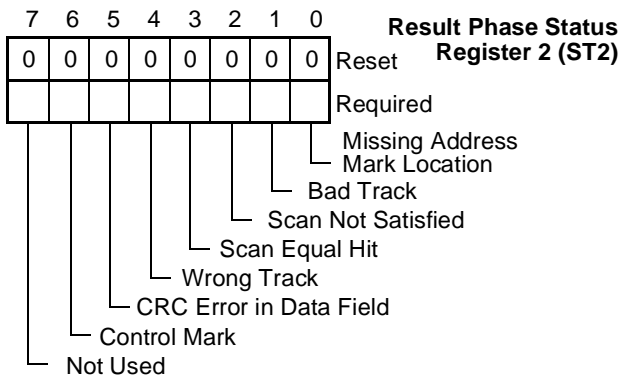 7 6 5 4 3 2 1 0
Result Phase Status
Register 2 (ST2)
0 0 0 0 0 0 0 0 Reset
Required
Missing Address
Mark Location
Bad Track
Scan Not Satisfied
Scan Equal Hit
Wrong Track
CRC Error in Data Field
Control Mark
Not Used